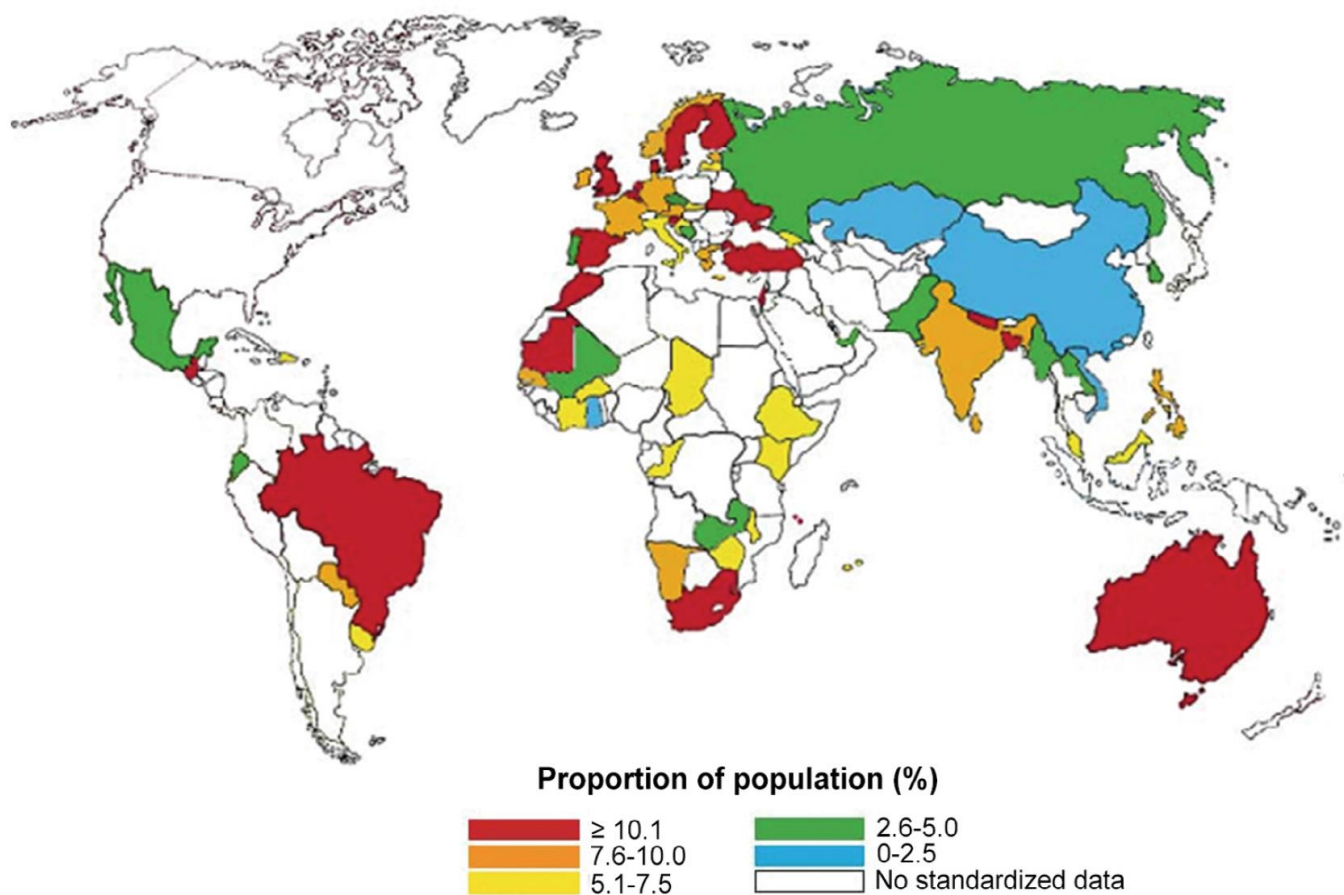 Proportion of population (%)
≥ 10.1
7.6-10.0
5.1-7.5
2.6-5.0
0-2.5
No standardized data